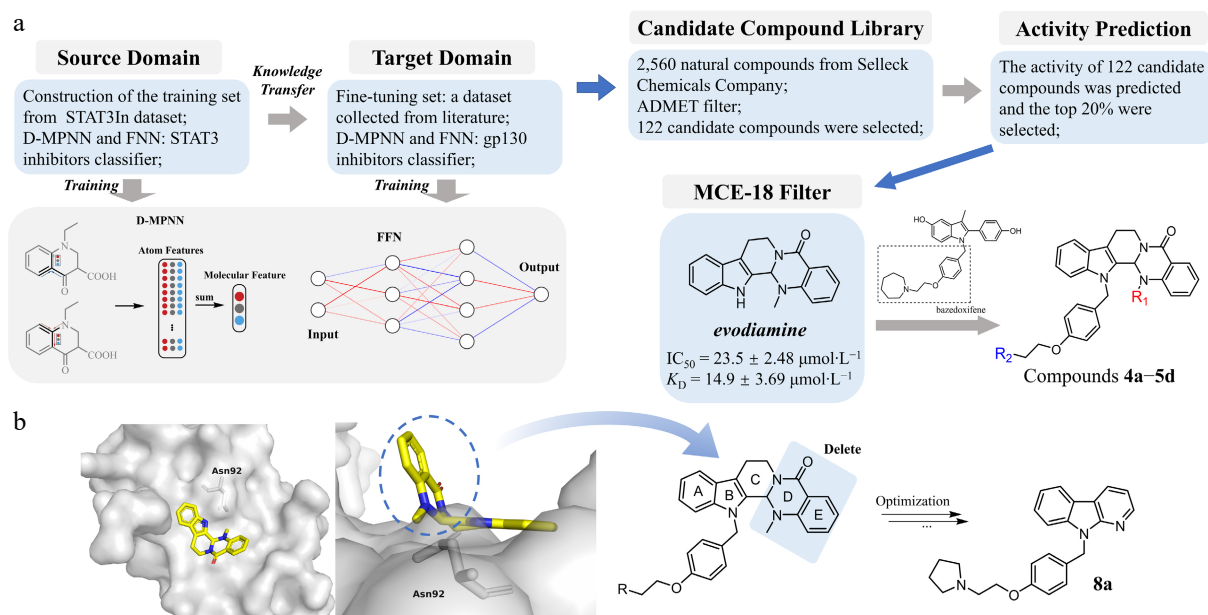 a
Source Domain
Construction of the training set
from STAT3In dataset;
D-MPNN and FNN: STAT3
inhibitors classifier;
Knowledge
Transfer
Target Domain
Fine-tuning set: a dataset
collected from literature;
D-MPNN and FNN: gp130
inhibitors classifier;
Candidate Compound Library
2,560 natural compounds from Selleck
Chemicals Company;
ADMET filter;
122 candidate compounds were selected;
Activity Prediction
The activity of 122 candidate
compounds was predicted
and the top 20% were
selected;
Training
Training
D-MPNN
Atom Features
sum
Molecular Feature
N
COOH
O
N
COOH
O
FFN
Input
Output
MCE-18 Filter
O
N
N
H
N
evodiamine
IC50 = 23.5 ± 2.48 μmol·L−1
KD = 14.9 ± 3.69 μmol·L−1
HO
OH
N
N
O
bazedoxifene
O
N
N
N
R1
O
R2
Compounds 4a−5d
b
Asn92
Asn92
Delete
O
A
B
C
D
E
N
N
N
R
O
Optimization
...
N
N
N
O
8a